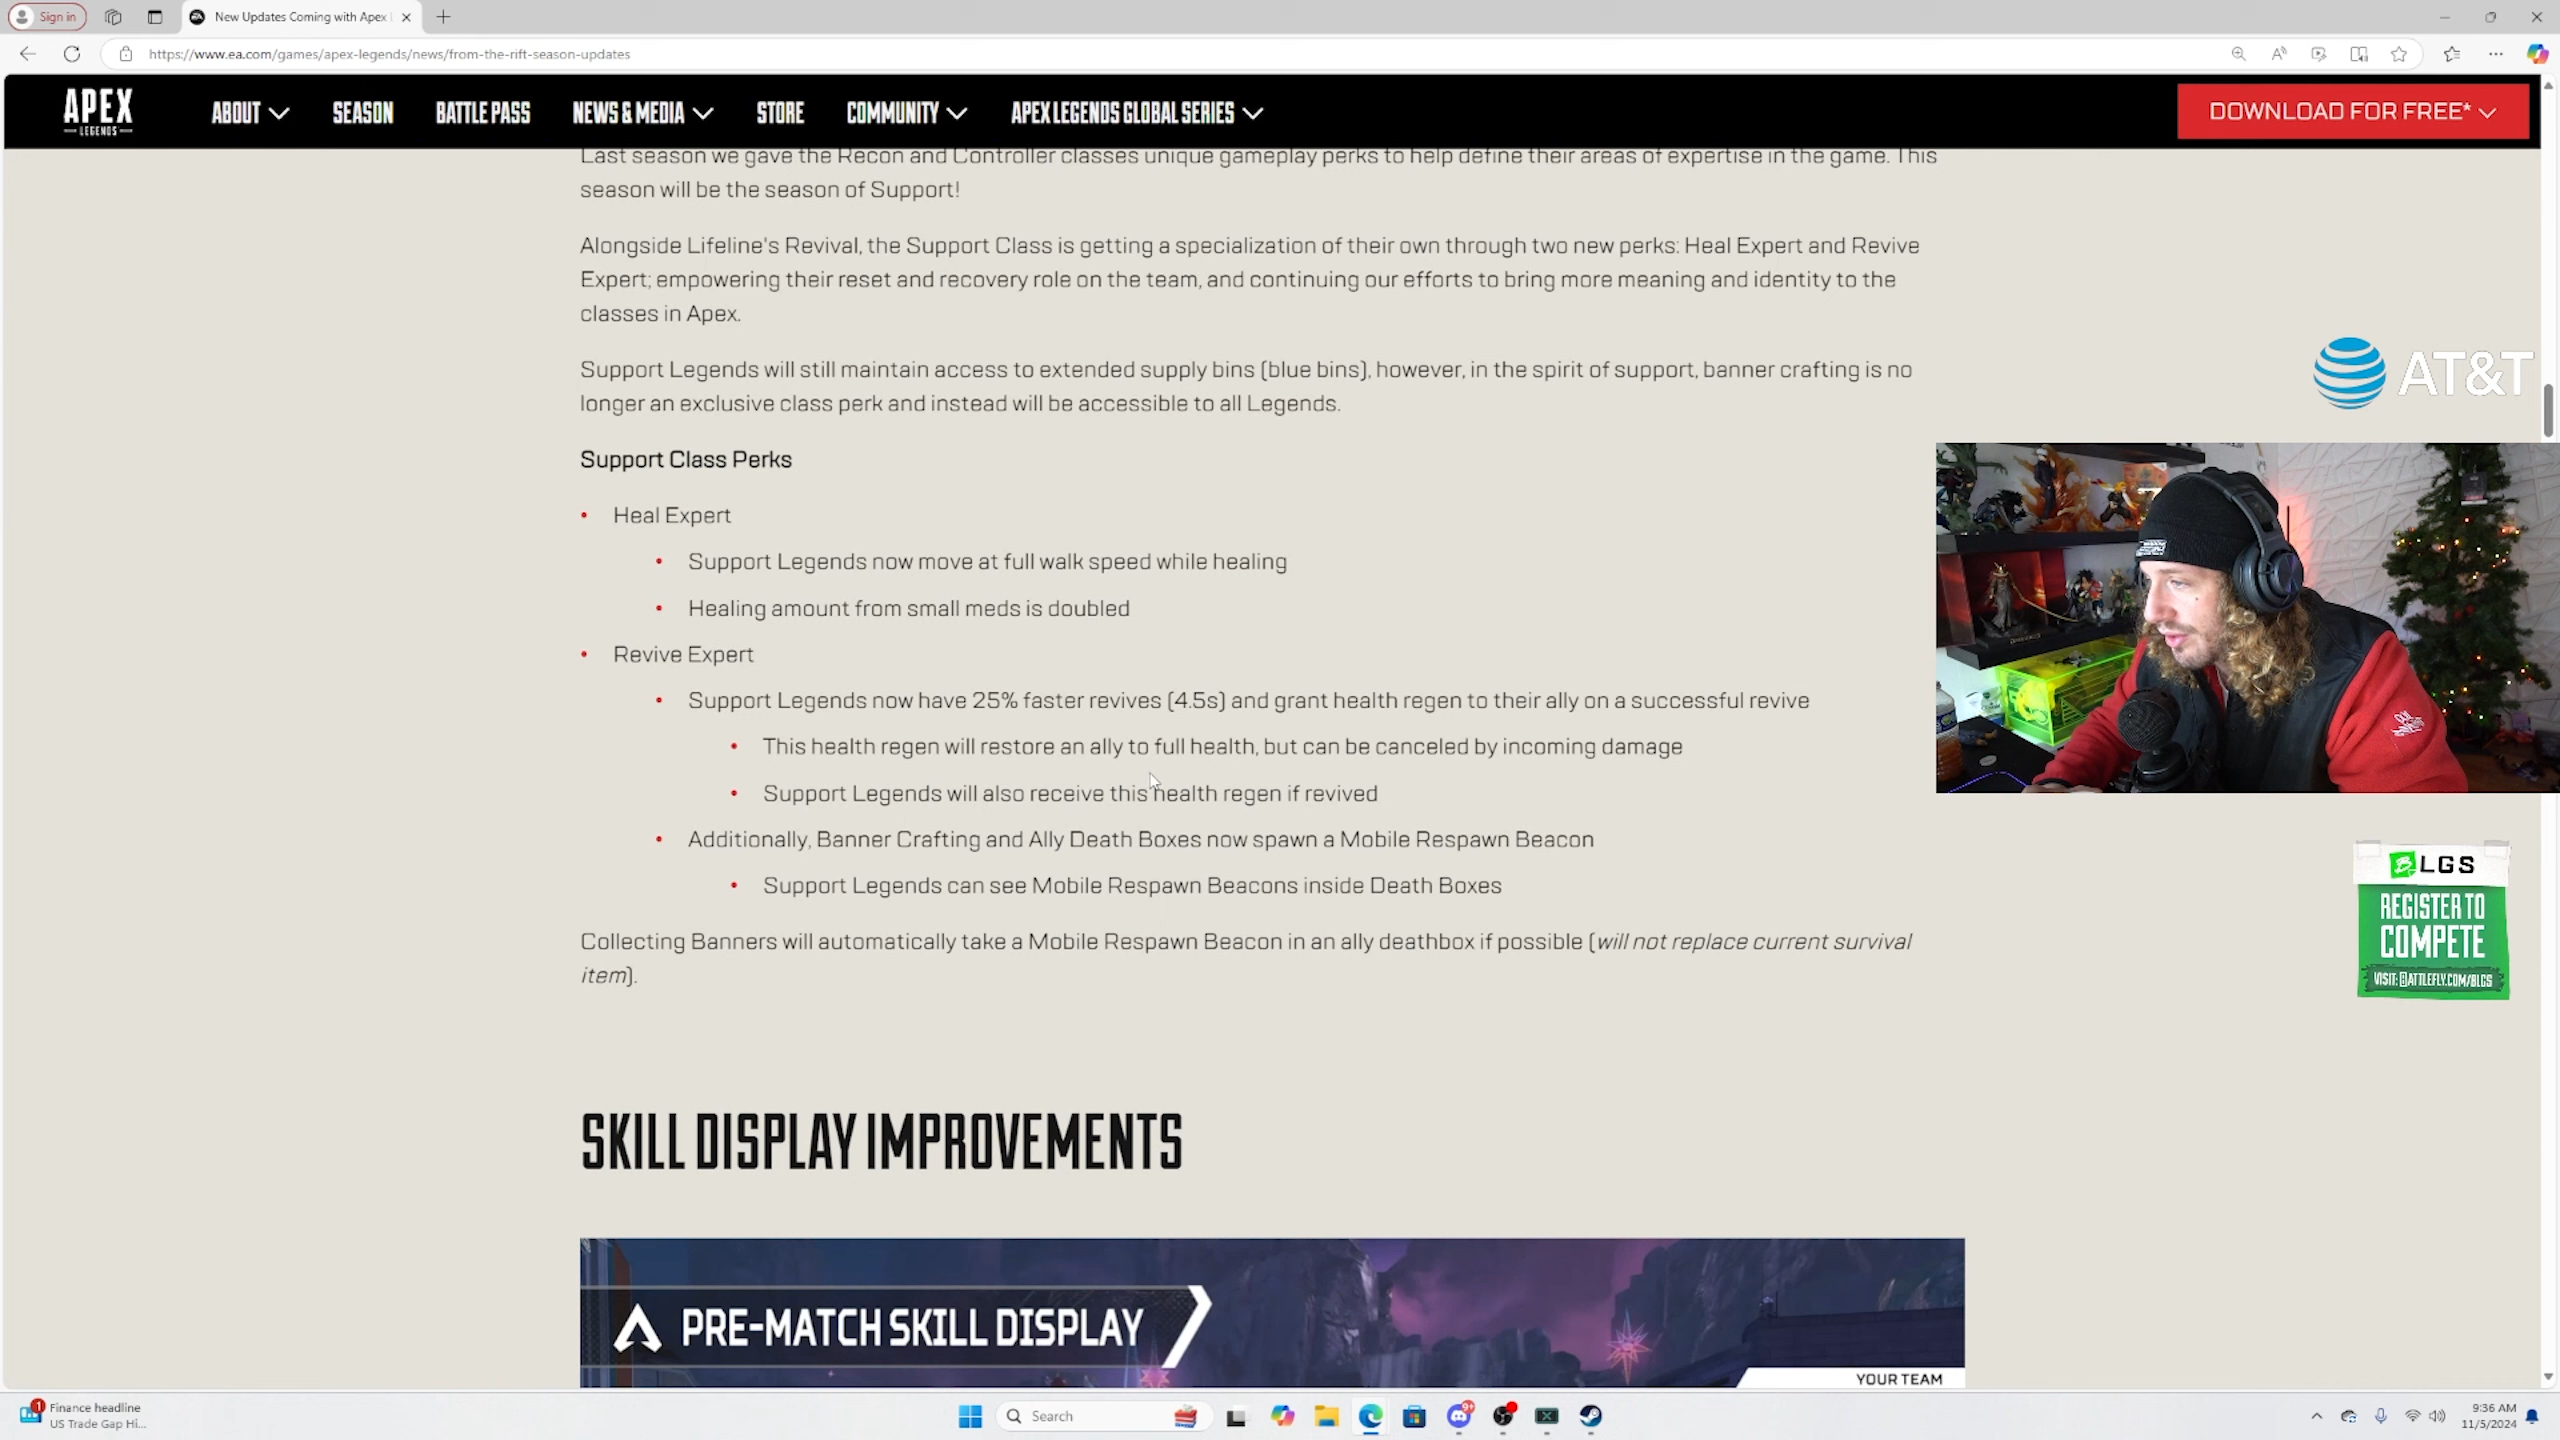 Sign in
New Updates Coming with Apex
https://www.ea.com/games/apex-legends/news/from-the-rift-season-updates
APEX
LEGENDS
ABOUT
SEASON
BATTLE PASS
NEWS & MEDIA
STORE
COMMUNITY
APEX LEGENDS GLOBAL SERIES
DOWNLOAD FOR FREE*
Last season we gave the Recon and Controller classes unique gameplay perks to help define their areas of expertise in the game. This
season will be the season of Support!
Alongside Lifeline's Revival, the Support Class is getting a specialization of their own through two new perks: Heal Expert and Revive
Expert; empowering their reset and recovery role on the team, and continuing our efforts to bring more meaning and identity to the
classes in Apex.
Support Legends will still maintain access to extended supply bins (blue bins), however, in the spirit of support, banner crafting is no
longer an exclusive class perk and instead will be accessible to all Legends.
AT&T
Support Class Perks
• Heal Expert
• Support Legends now move at full walk speed while healing
• Healing amount from small meds is doubled
• Revive Expert
• Support Legends now have 25% faster revives (4.5s) and grant health regen to their ally on a successful revive
• This health regen will restore an ally to full health, but can be canceled by incoming damage
• Support Legends will also receive this health regen if revived
• Additionally, Banner Crafting and Ally Death Boxes now spawn a Mobile Respawn Beacon
• Support Legends can see Mobile Respawn Beacons inside Death Boxes
Collecting Banners will automatically take a Mobile Respawn Beacon in an ally deathbox if possible (will not replace current survival
item).
BLGS
REGISTER TO
COMPETE
VISIT: BATTLEFLY.COM/BLGS
SKILL DISPLAY IMPROVEMENTS
PRE-MATCH SKILL DISPLAY
YOUR TEAM
1
Finance headline
US Trade Gap Hi...
Search
9+
9:36 AM
11/5/2024